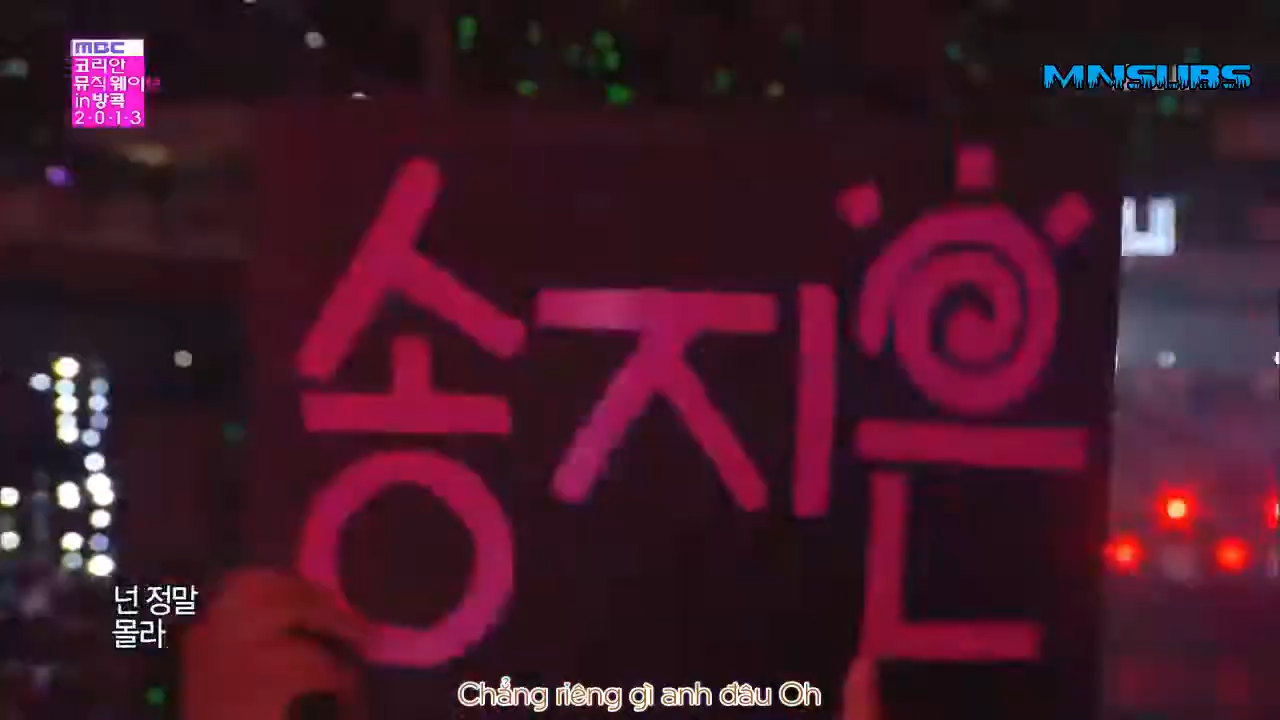 MBC
코리안
뮤직웨이
in 방콕
2·0·1·3
MNSUBS
송지은
넌 정말
몰라
Chẳng riêng gì anh đâu Oh